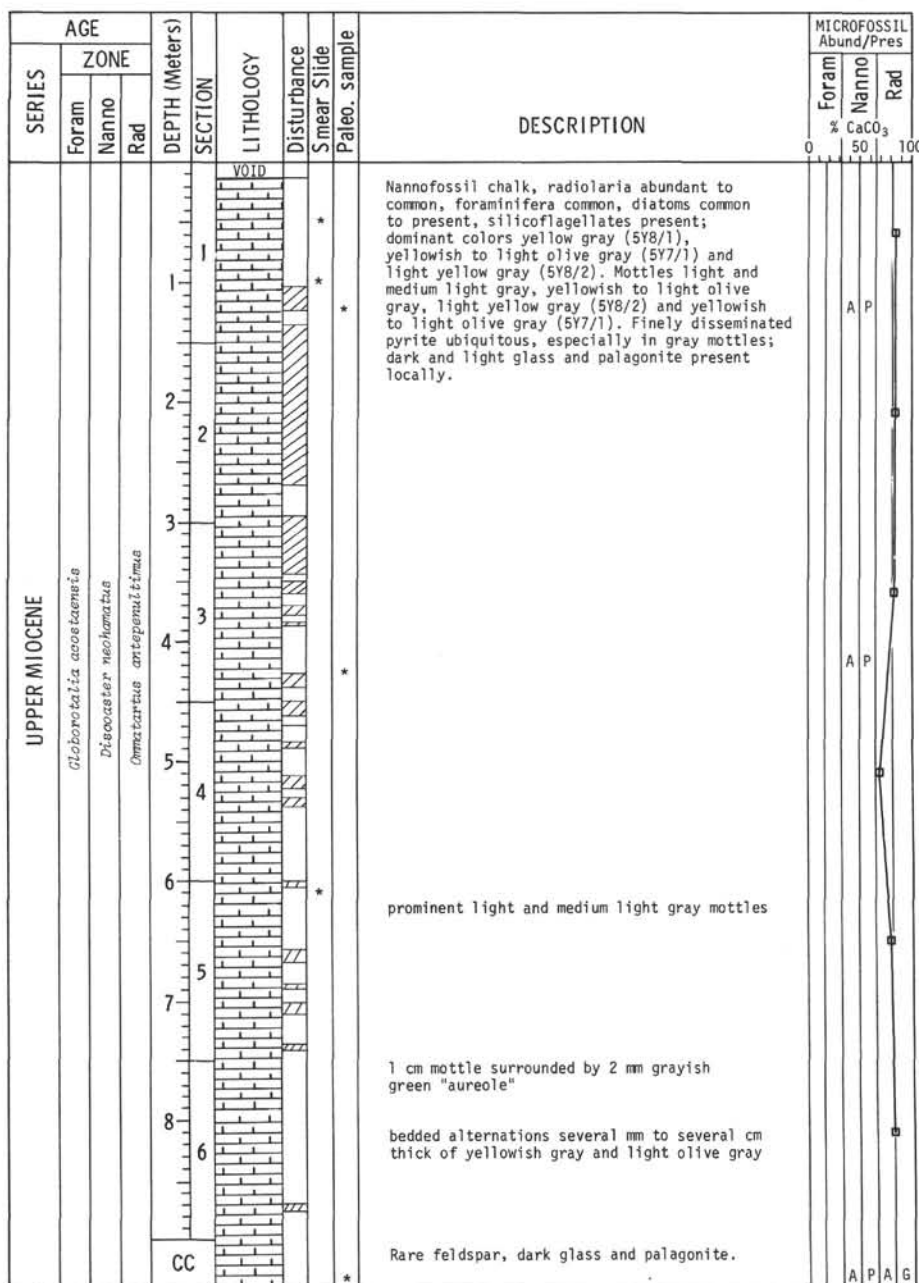 AGE
ZONE
SERIES
Foram
Nanno
Rad
DEPTH (Meters)
SECTION
LITHOLOGY
Disturbance
Smear Slide
Paleo. sample
DESCRIPTION
MICROFOSSIL
Abund/Pres
Foram
Nanno
Rad
% CaCO3
0 50 100
VOID
UPPER MIOCENE
Globorotalia acostaensis
Discoaster neohamatus
Ommatartus antepenultimus
1
2
3
4
5
6
7
8
1
2
3
4
5
6
CC
*
*
*
*
*
*
Nannofossil chalk, radiolaria abundant to
common, foraminifera common, diatoms common
to present, silicoflagellates present;
dominant colors yellow gray (5Y8/1),
yellowish to light olive gray (5Y7/1) and
light yellow gray (5Y8/2). Mottles light and
medium light gray, yellowish to light olive
gray, light yellow gray (5Y8/2) and yellowish
to light olive gray (5Y7/1). Finely disseminated
pyrite ubiquitous, especially in gray mottles;
dark and light glass and palagonite present
locally.
A P
A P
prominent light and medium light gray mottles
1 cm mottle surrounded by 2 mm grayish
green "aureole"
bedded alternations several mm to several cm
thick of yellowish gray and light olive gray
Rare feldspar, dark glass and palagonite.
A P A G